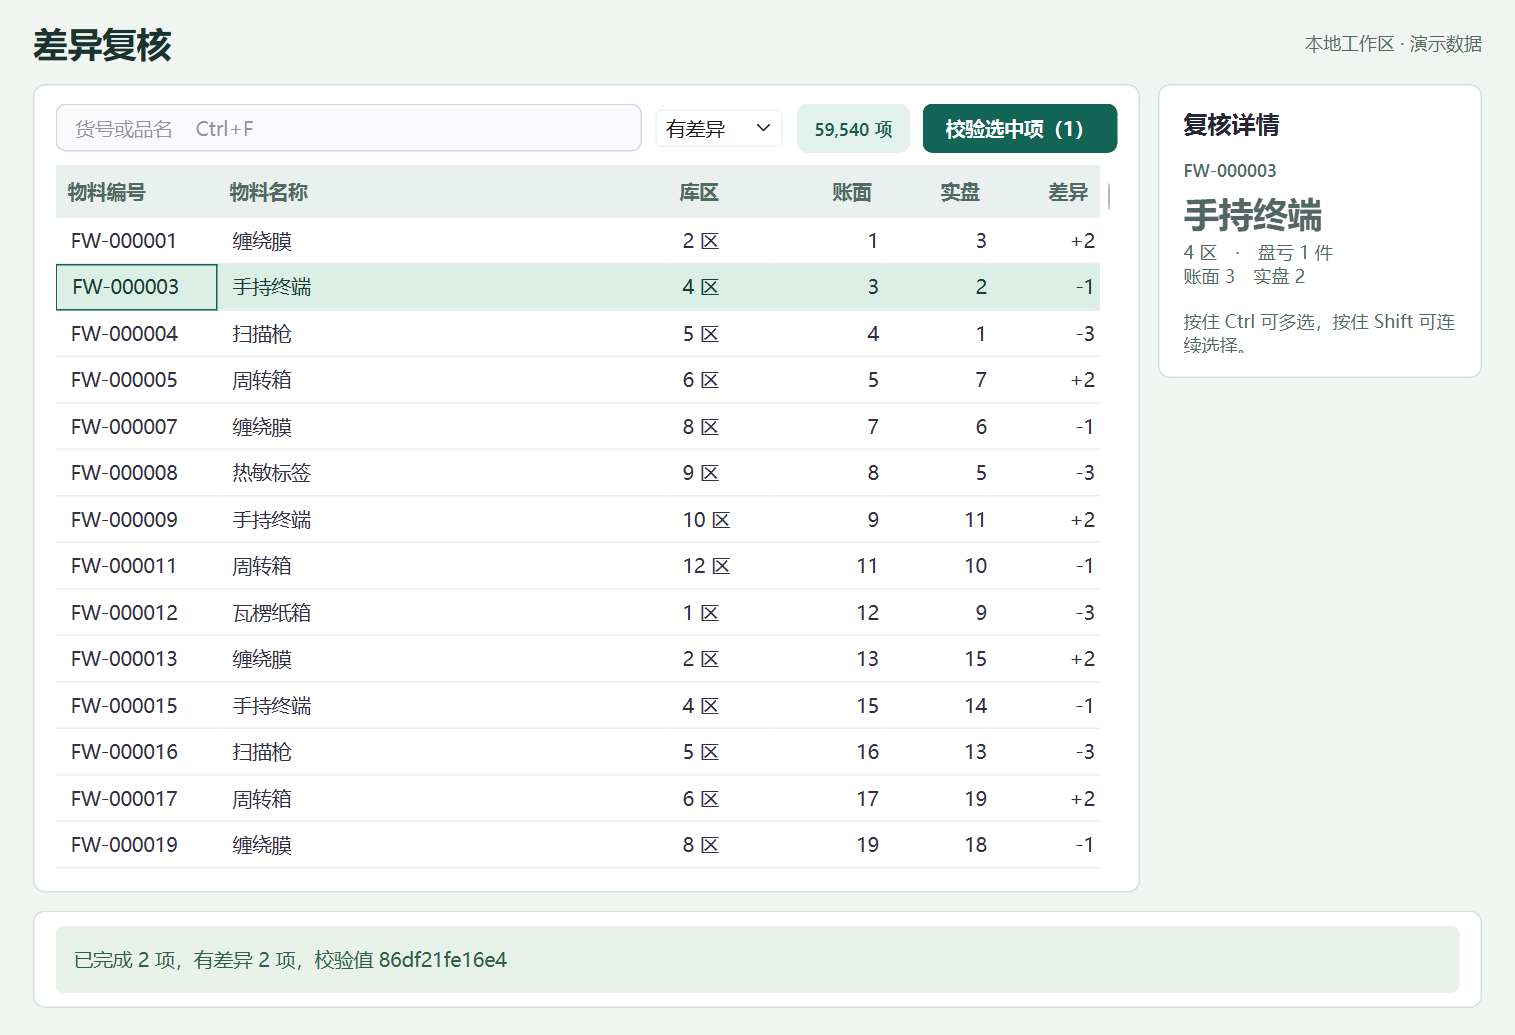 差异复核
本地工作区 · 演示数据
货号或品名 Ctrl+F
有差异
59,540 项
校验选中项（1）
物料编号 物料名称 库区 账面 实盘 差异
FW-000001 缠绕膜 2 区 1 3 +2
FW-000003 手持终端 4 区 3 2 -1
FW-000004 扫描枪 5 区 4 1 -3
FW-000005 周转箱 6 区 5 7 +2
FW-000007 缠绕膜 8 区 7 6 -1
FW-000008 热敏标签 9 区 8 5 -3
FW-000009 手持终端 10 区 9 11 +2
FW-000011 周转箱 12 区 11 10 -1
FW-000012 瓦楞纸箱 1 区 12 9 -3
FW-000013 缠绕膜 2 区 13 15 +2
FW-000015 手持终端 4 区 15 14 -1
FW-000016 扫描枪 5 区 16 13 -3
FW-000017 周转箱 6 区 17 19 +2
FW-000019 缠绕膜 8 区 19 18 -1
复核详情
FW-000003
手持终端
4 区 · 盘亏 1 件
账面 3 实盘 2
按住 Ctrl 可多选，按住 Shift 可连
续选择。
已完成 2 项，有差异 2 项，校验值 86df21fe16e4